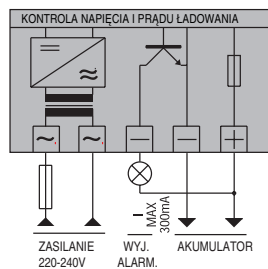 KONTROLA NAPIĘCIA I PRĄDU ŁADOWANIA
I MAX 300mA
ZASILANIE 220-240V
WYJ. ALARM.
AKUMULATOR